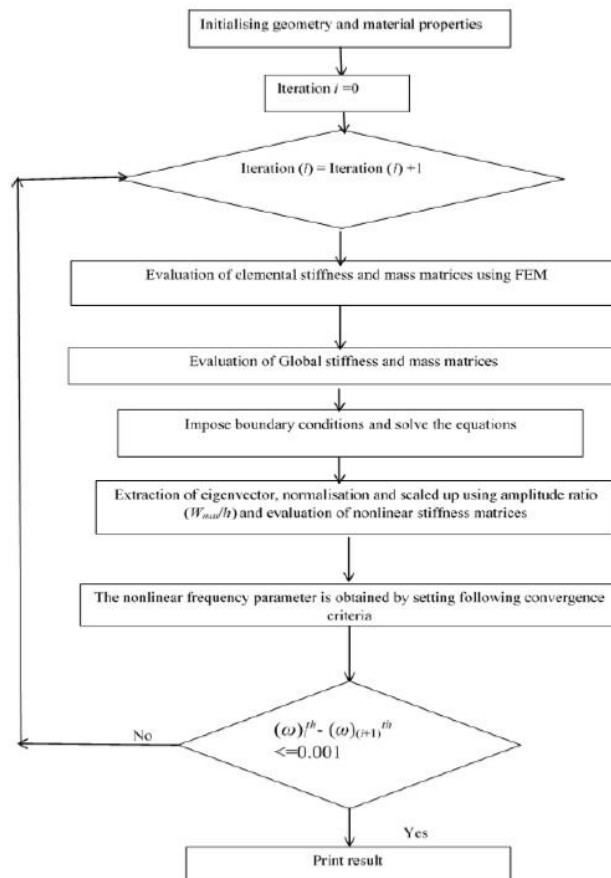 Initialising geometry and material properties
Iteration i =0
Iteration (i) = Iteration (i) +1
Evaluation of elemental stiffness and mass matrices using FEM
Evaluation of Global stiffness and mass matrices
Impose boundary conditions and solve the equations
Extraction of eigenvector, normalisation and scaled up using amplitude ratio
(Wmax/h) and evaluation of nonlinear stiffness matrices
The nonlinear frequency parameter is obtained by setting following convergence
criteria
(ω)ith- (ω)(i+1)th
<=0.001
No
Yes
Print result